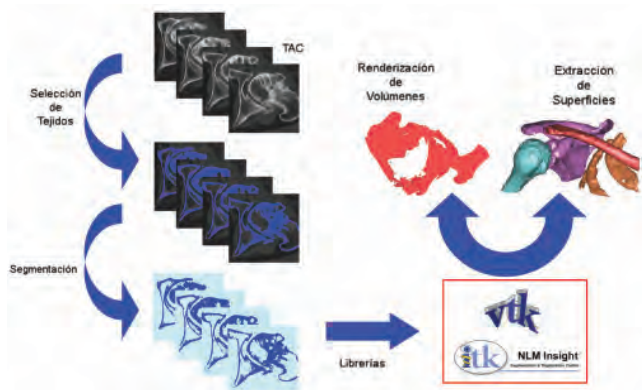 TAC
Selección
de
Tejidos
Segmentación
Librerías
Renderización
de
Volúmenes
Extracción
de
Superficies
vtk
itk
NLM Insight